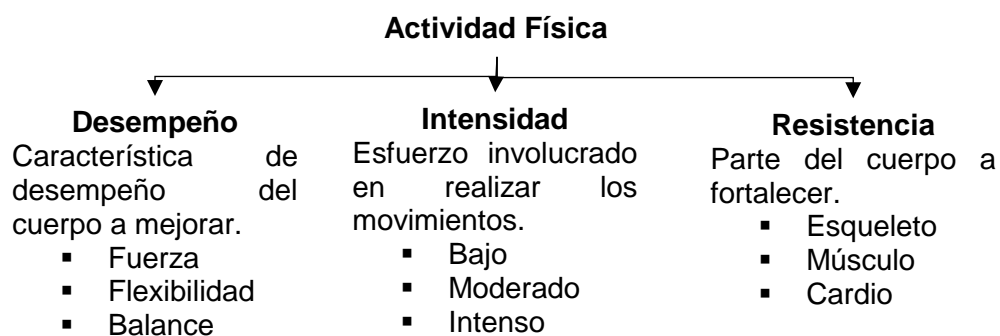 Actividad Física
Desempeño
Característica de
desempeño del
cuerpo a mejorar.
▪ Fuerza
▪ Flexibilidad
▪ Balance
Intensidad
Esfuerzo involucrado
en realizar los
movimientos.
▪ Bajo
▪ Moderado
▪ Intenso
Resistencia
Parte del cuerpo a
fortalecer.
▪ Esqueleto
▪ Músculo
▪ Cardio